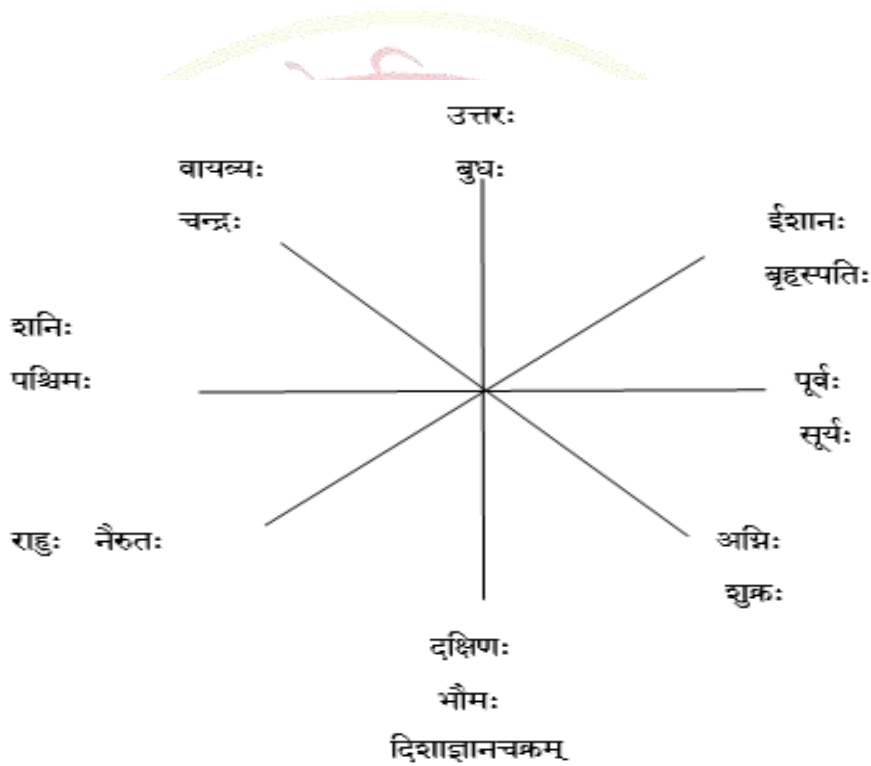 उत्तरः
वायव्यः बुधः
चन्द्रः ईशानः
बृहस्पतिः
शनिः
पश्चिमः पूर्वः
सूर्यः
राहुः नैरुतः अग्निः
शुक्रः
दक्षिणः
भौमः
दिशाज्ञानचक्रम्